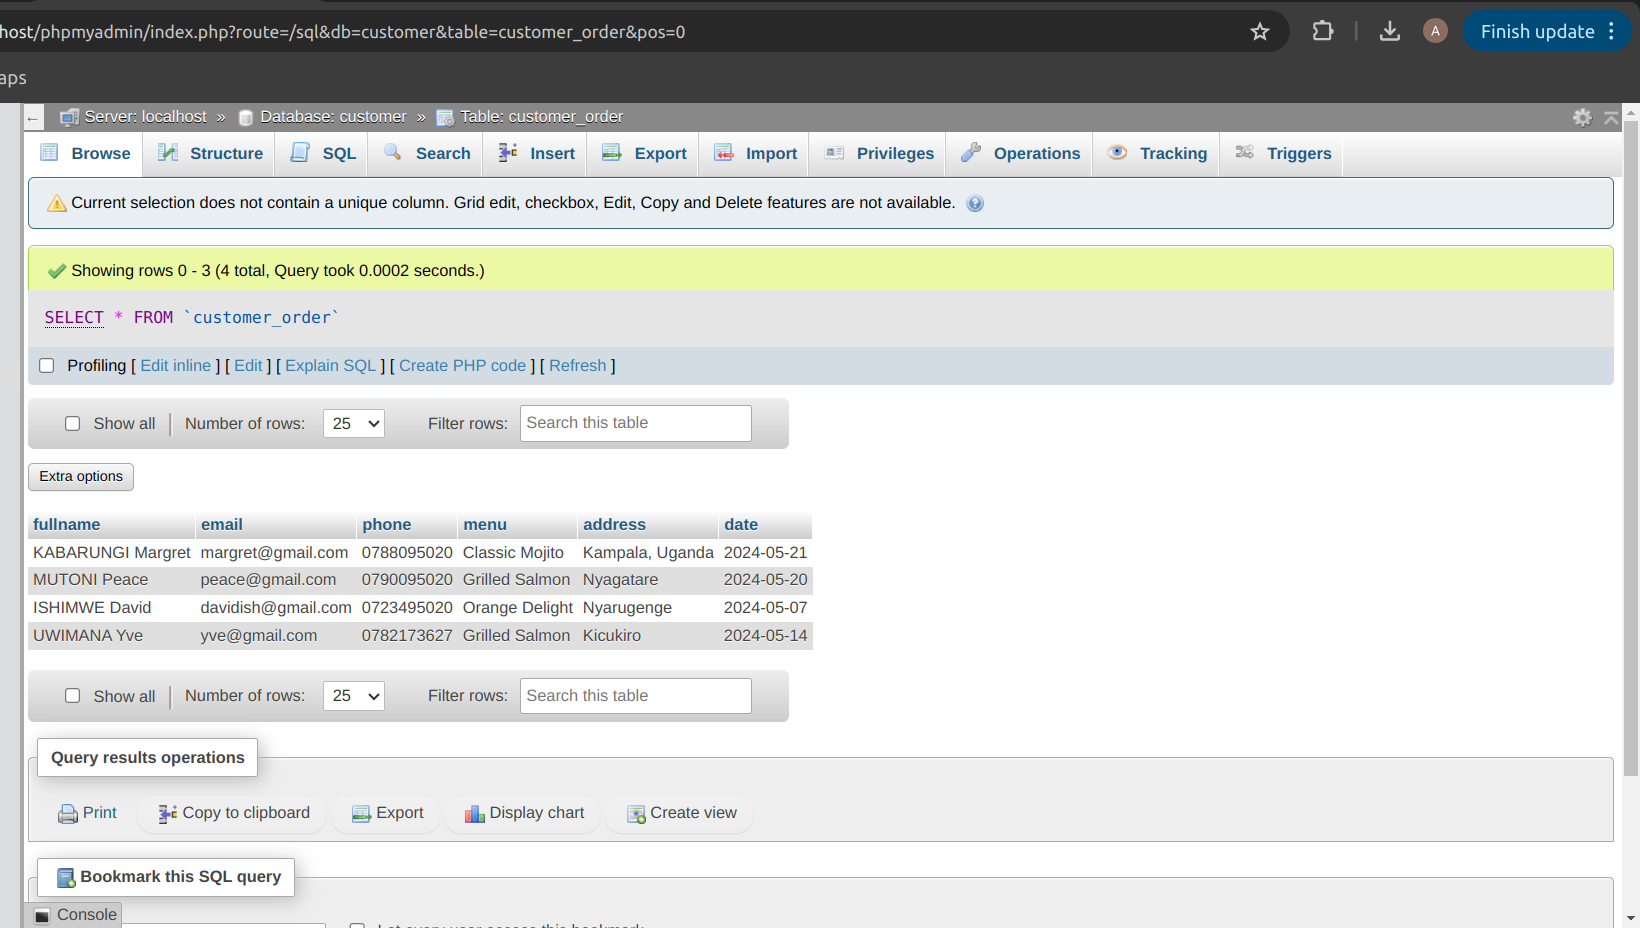 host/phpmyadmin/index.php?route=/sql&db=customer&table=customer_order&pos=0
A
Finish update
aps
Server: localhost » Database: customer » Table: customer_order
Browse Structure SQL Search Insert Export Import Privileges Operations Tracking Triggers
Current selection does not contain a unique column. Grid edit, checkbox, Edit, Copy and Delete features are not available.
Showing rows 0 - 3 (4 total, Query took 0.0002 seconds.)
SELECT * FROM `customer_order`
Profiling [ Edit inline ] [ Edit ] [ Explain SQL ] [ Create PHP code ] [ Refresh ]
Show all Number of rows: 25 Filter rows: Search this table
Extra options
fullname email phone menu address date
KABARUNGI Margret margret@gmail.com 0788095020 Classic Mojito Kampala, Uganda 2024-05-21
MUTONI Peace peace@gmail.com 0790095020 Grilled Salmon Nyagatare 2024-05-20
ISHIMWE David davidish@gmail.com 0723495020 Orange Delight Nyarugenge 2024-05-07
UWIMANA Yve yve@gmail.com 0782173627 Grilled Salmon Kicukiro 2024-05-14
Show all Number of rows: 25 Filter rows: Search this table
Query results operations
Print Copy to clipboard Export Display chart Create view
Bookmark this SQL query
Console
Let every user access this bookmark